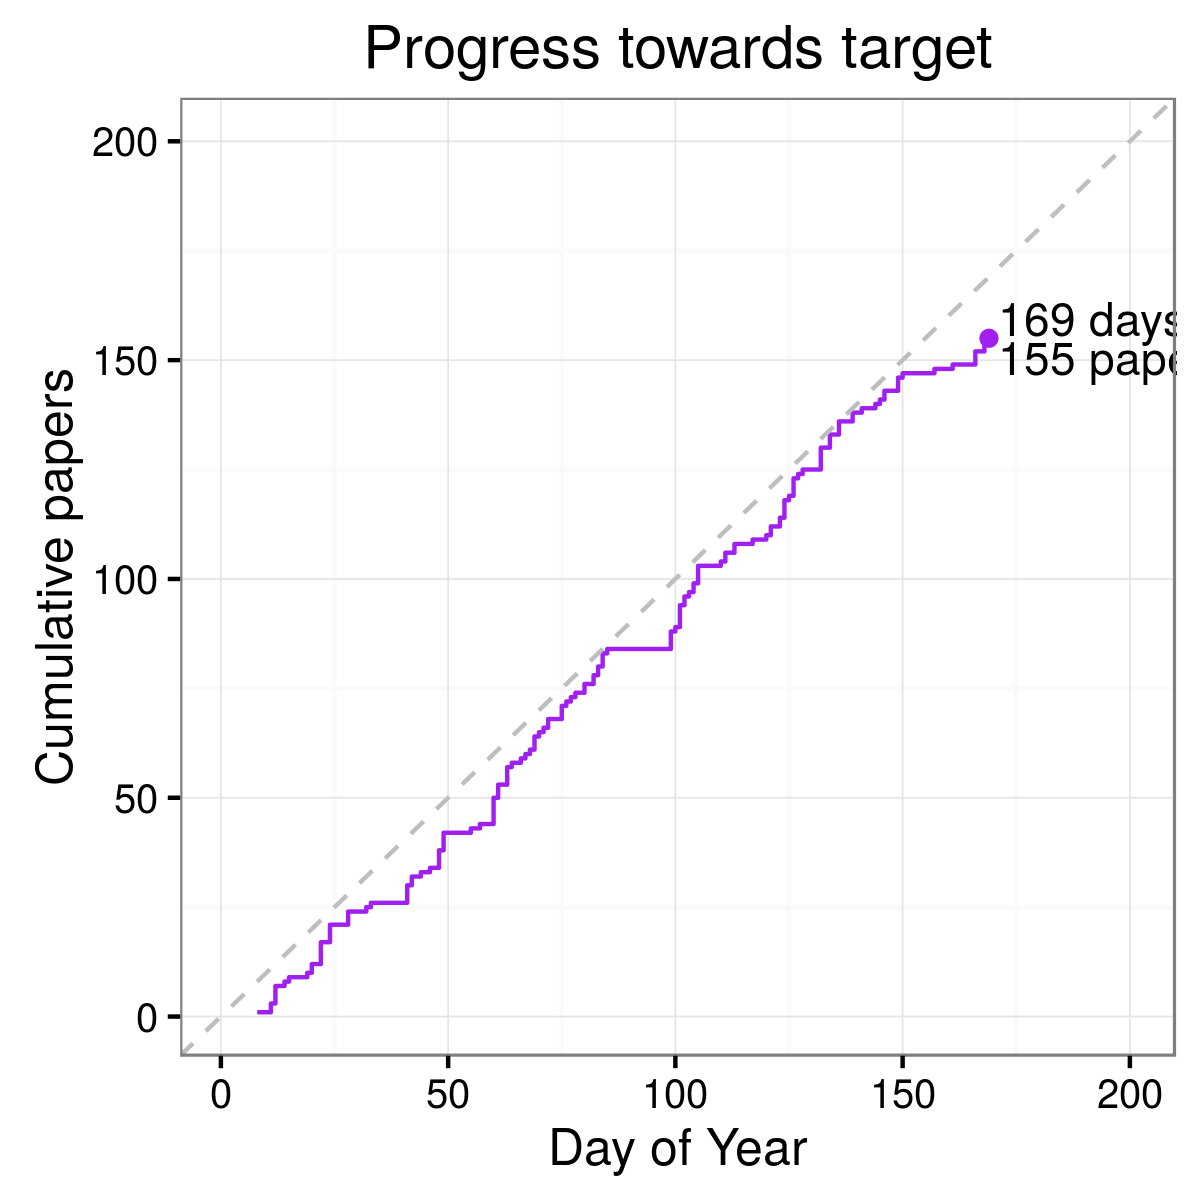 Progress towards target
200
150
100
50
0
Cumulative papers
169 days
155 pape
0 50 100 150 200
Day of Year